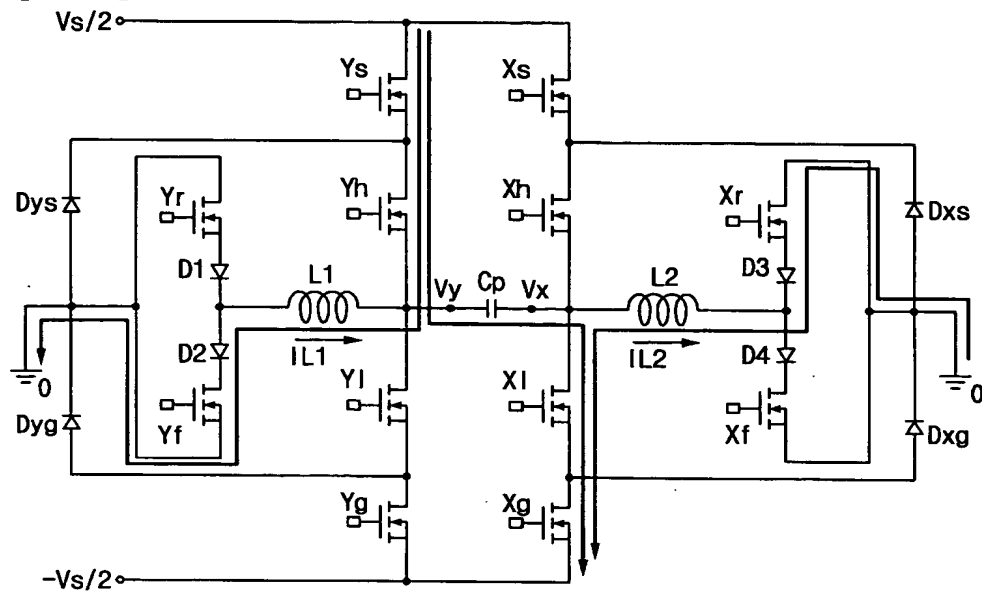 Vs/2
Ys
Xs
Yh
Xh
Dys
Yr
Xr
Dxs
D1
L1
Vy
Cp
Vx
L2
D3
D2
IL1
IL2
D4
0
Yl
Xl
0
Dyg
Yf
Xf
Dxg
Yg
Xg
-Vs/2